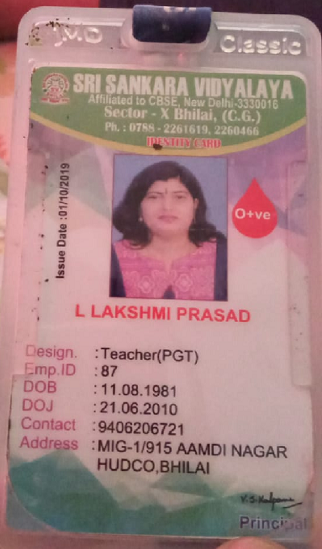 J.M.D Classic
SRI SANKARA VIDYALAYA
Affiliated to CBSE, New Delhi-3330016
Sector - X Bhilai, (C.G.)
Ph. : 0788 - 2261619, 2260466
IDENTITY CARD
Issue Date :01/10/2019
O+ve
L LAKSHMI PRASAD
Design. : Teacher(PGT)
Emp.ID : 87
DOB : 11.08.1981
DOJ : 21.06.2010
Contact : 9406206721
Address : MIG-1/915 AAMDI NAGAR
HUDCO,BHILAI
Principal